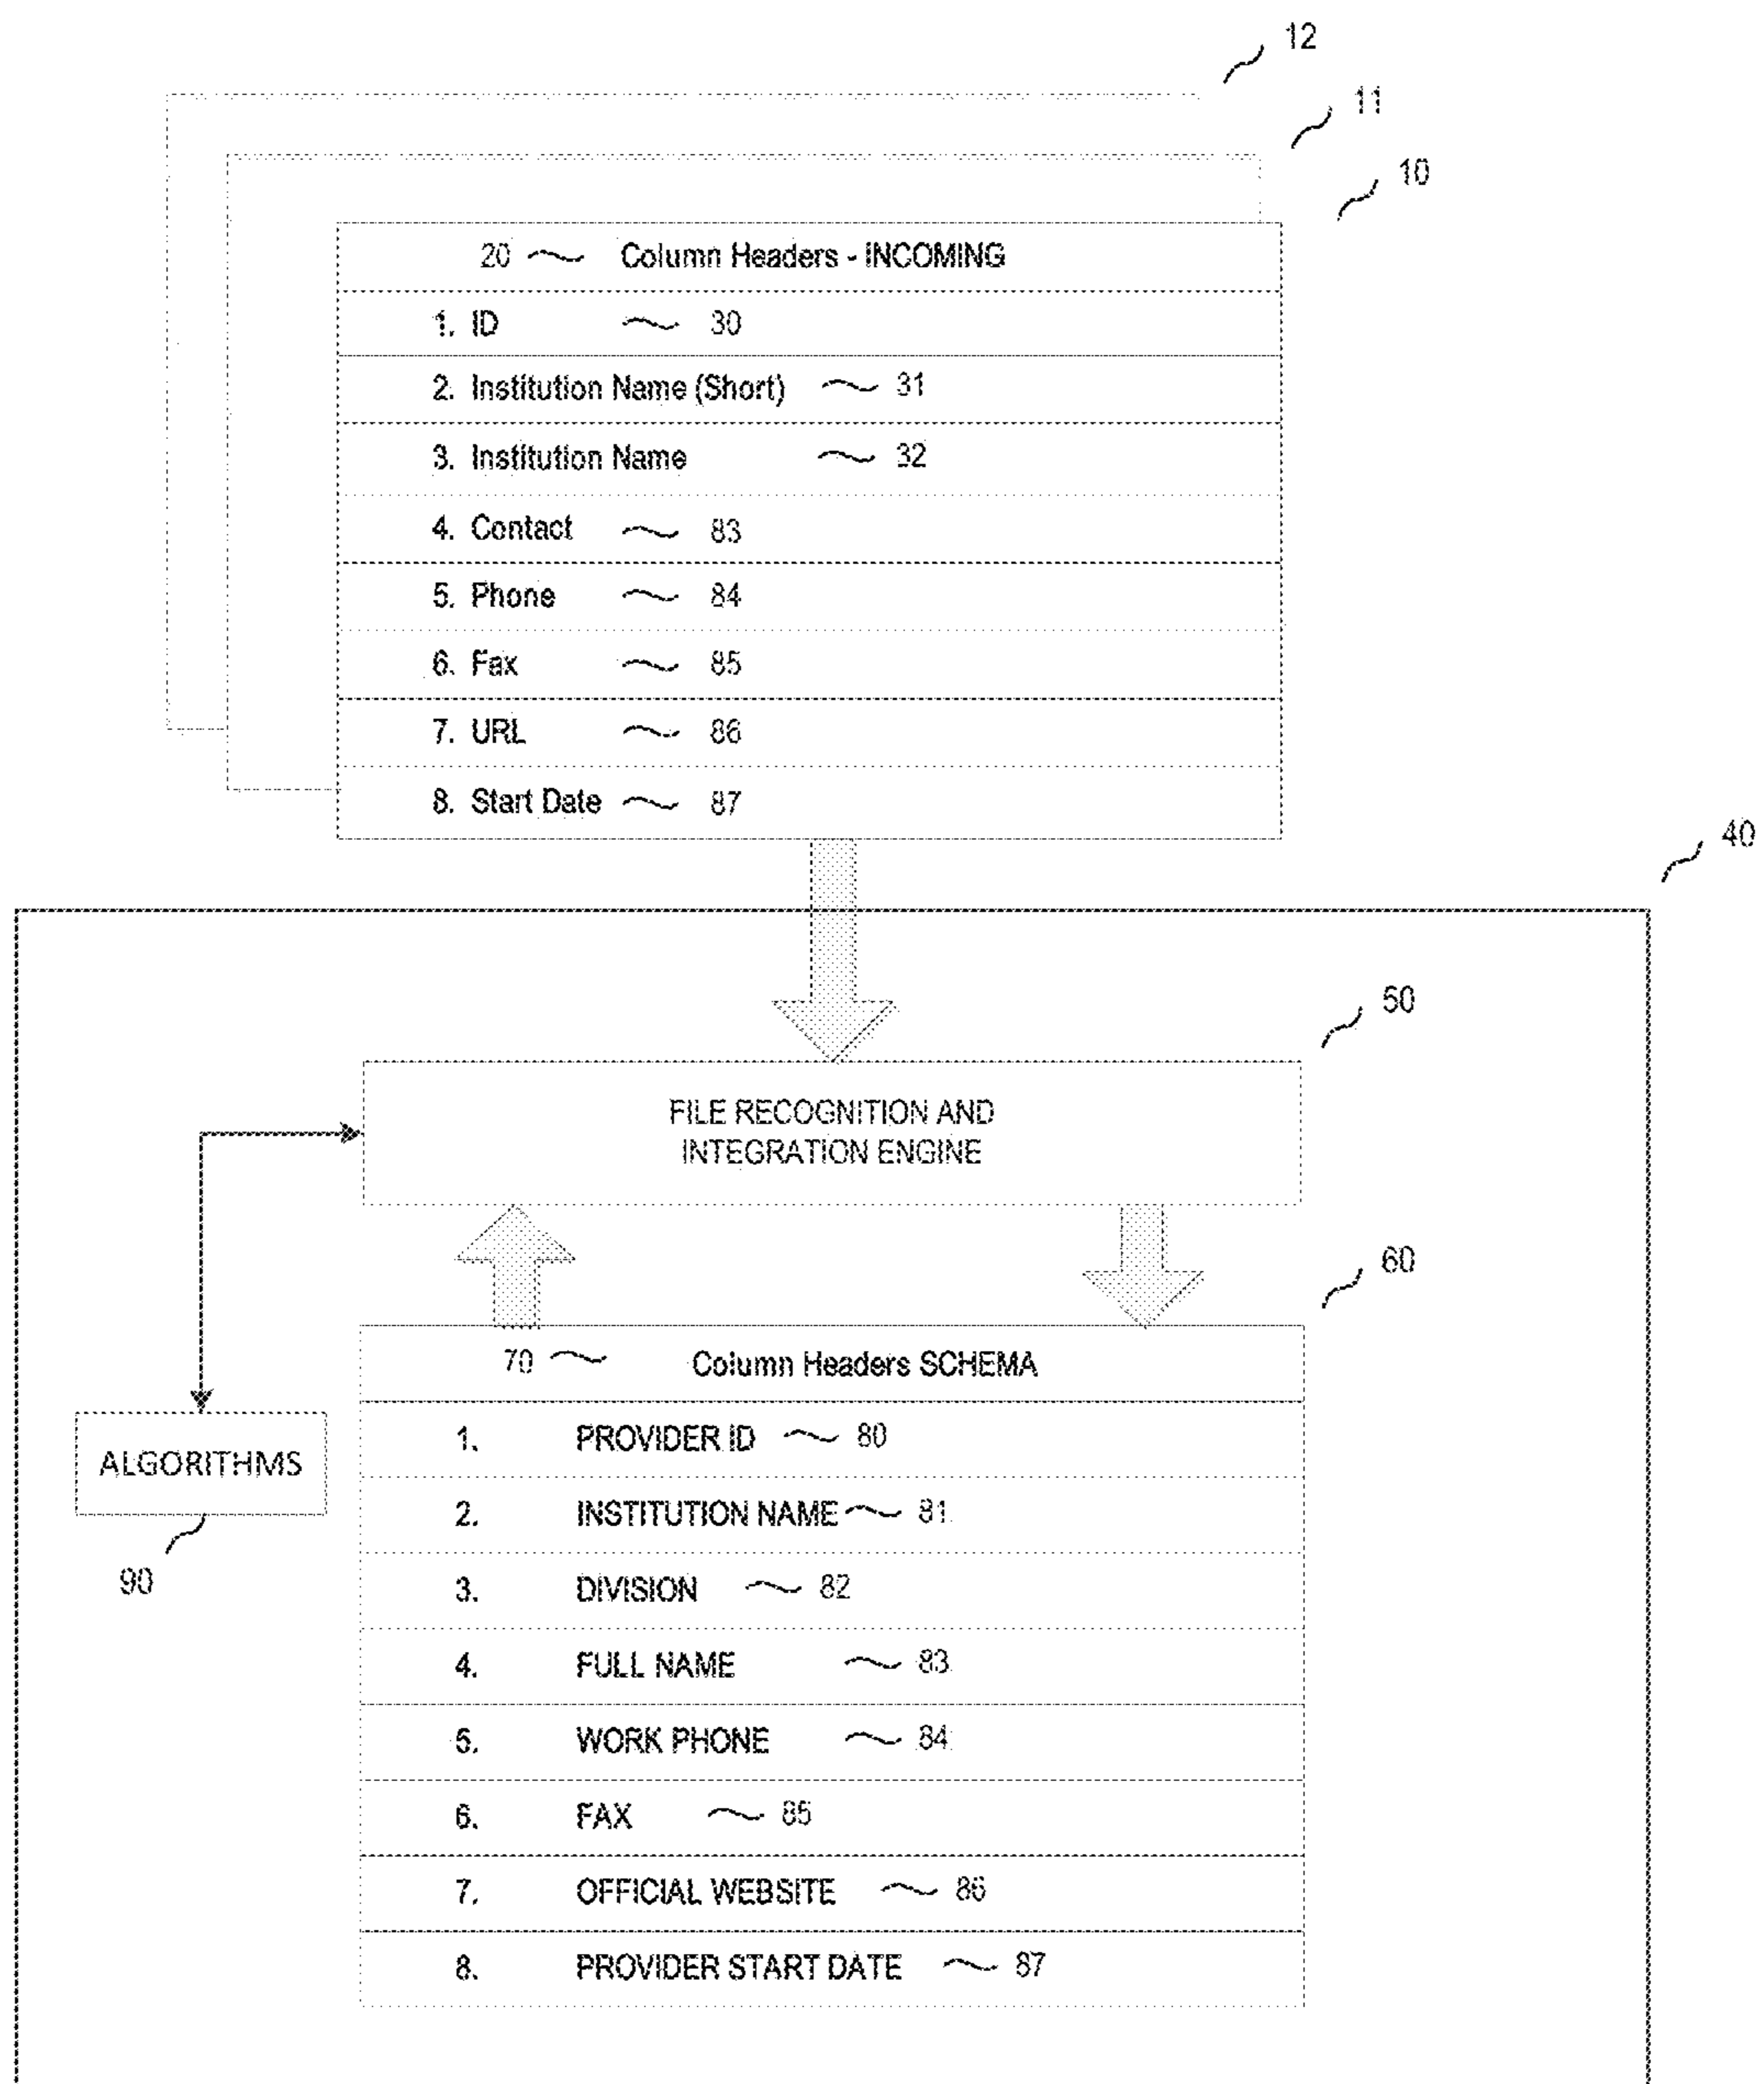 12
11
10
20 Column Headers - INCOMING
1. ID 30
2. Institution Name (Short) 31
3. Institution Name 32
4. Contact 83
5. Phone 84
6. Fax 85
7. URL 86
8. Start Date 87
40
50
FILE RECOGNITION AND
INTEGRATION ENGINE
60
70 Column Headers SCHEMA
1. PROVIDER ID 80
ALGORITHMS
2. INSTITUTION NAME 81
90
3. DIVISION 82
4. FULL NAME 83
5. WORK PHONE 84
6. FAX 85
7. OFFICIAL WEBSITE 86
8. PROVIDER START DATE 87